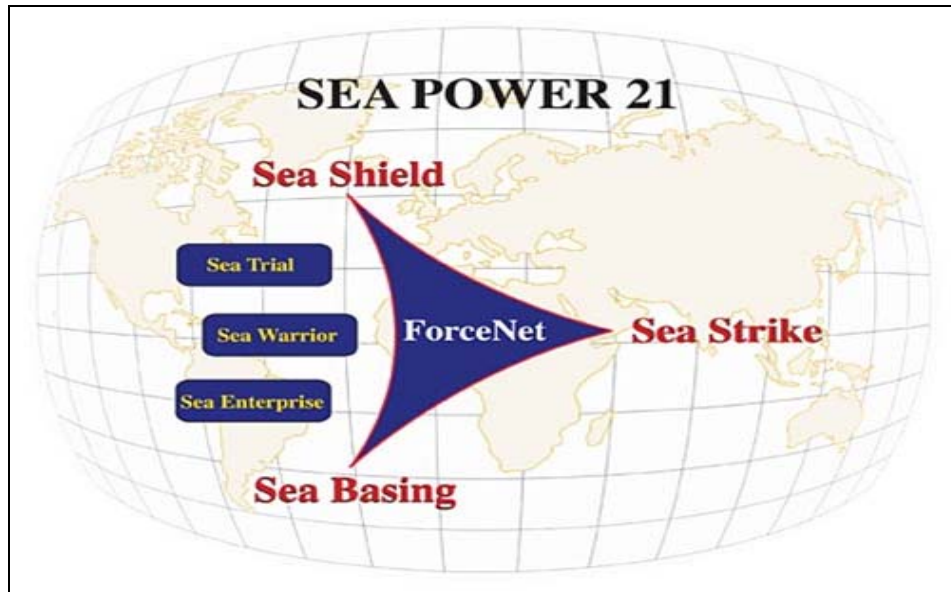 SEA POWER 21
Sea Shield
Sea Trial
Sea Warrior
ForceNet
Sea Strike
Sea Enterprise
Sea Basing